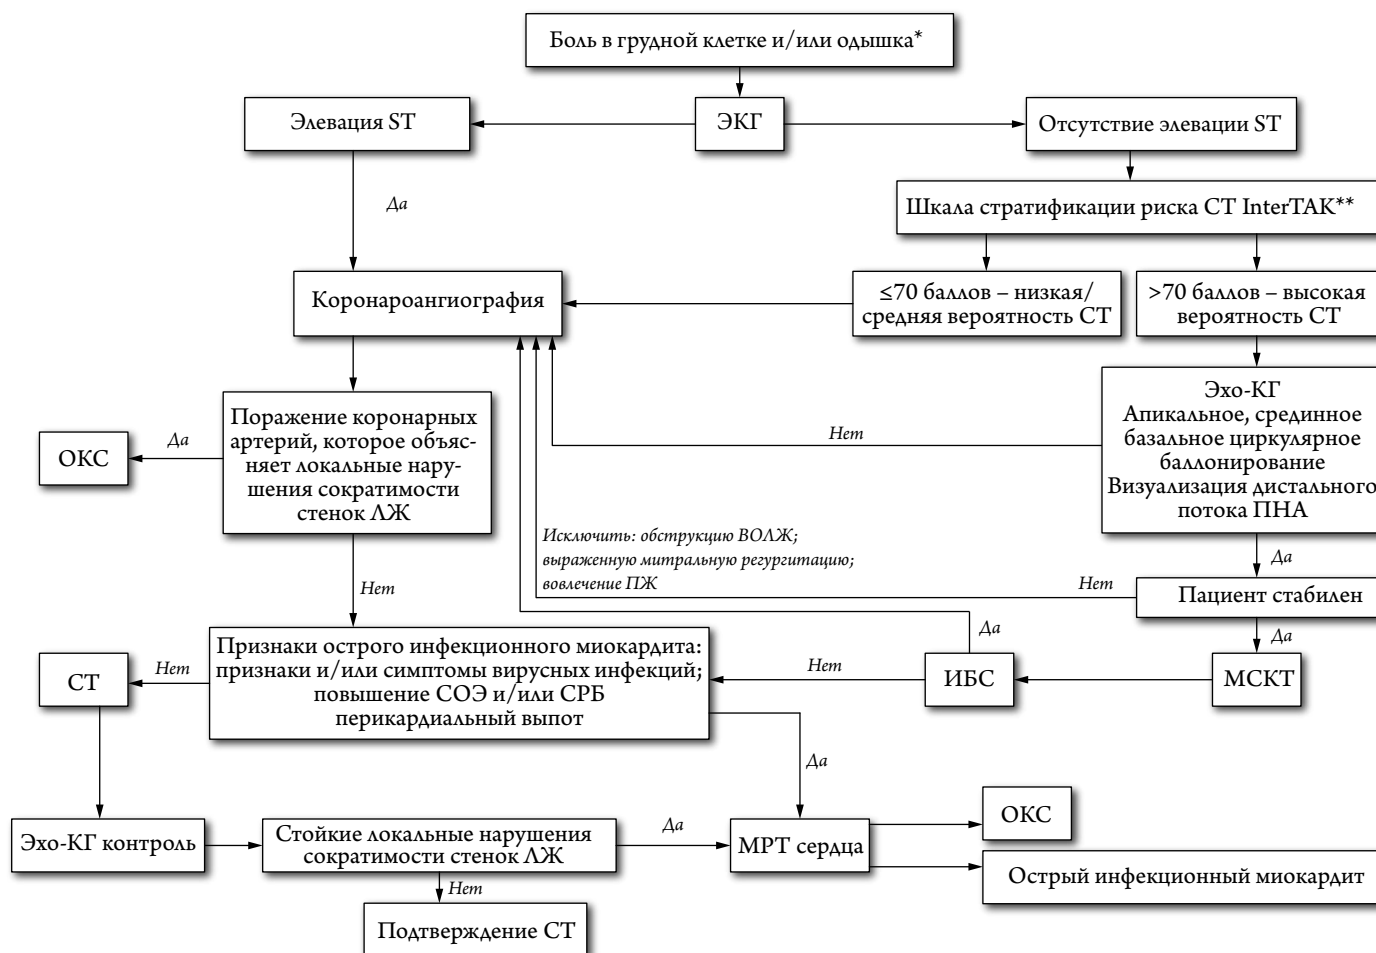 Боль в грудной клетке и/или одышка*
Элевация ST
ЭКГ
Отсутствие элевации ST
Да
Шкала стратификации риска СТ InterTAK**
Коронароангиография
≤70 баллов – низкая/
средняя вероятность СТ
>70 баллов – высокая
вероятность СТ
Поражение коронарных
артерий, которое объяс-
няет локальные нару-
шения сократимости
стенок ЛЖ
Да
ОКС
Нет
Эхо-КГ
Апикальное, срединное
базальное циркулярное
баллонирование
Визуализация дистального
потока ПНА
Исключить: обструкцию ВОЛЖ;
выраженную митральную регургитацию;
вовлечение ПЖ
Да
Нет
Нет
Пациент стабилен
Да
Да
Признаки острого инфекционного миокардита:
признаки и/или симптомы вирусных инфекций;
повышение СОЭ и/или СРБ
перикардиальный выпот
СТ
Нет
Нет
ИБС
МСКТ
Да
Эхо-КГ контроль
Стойкие локальные нарушения
сократимости стенок ЛЖ
Да
МРТ сердца
ОКС
Острый инфекционный миокардит
Нет
Подтверждение СТ